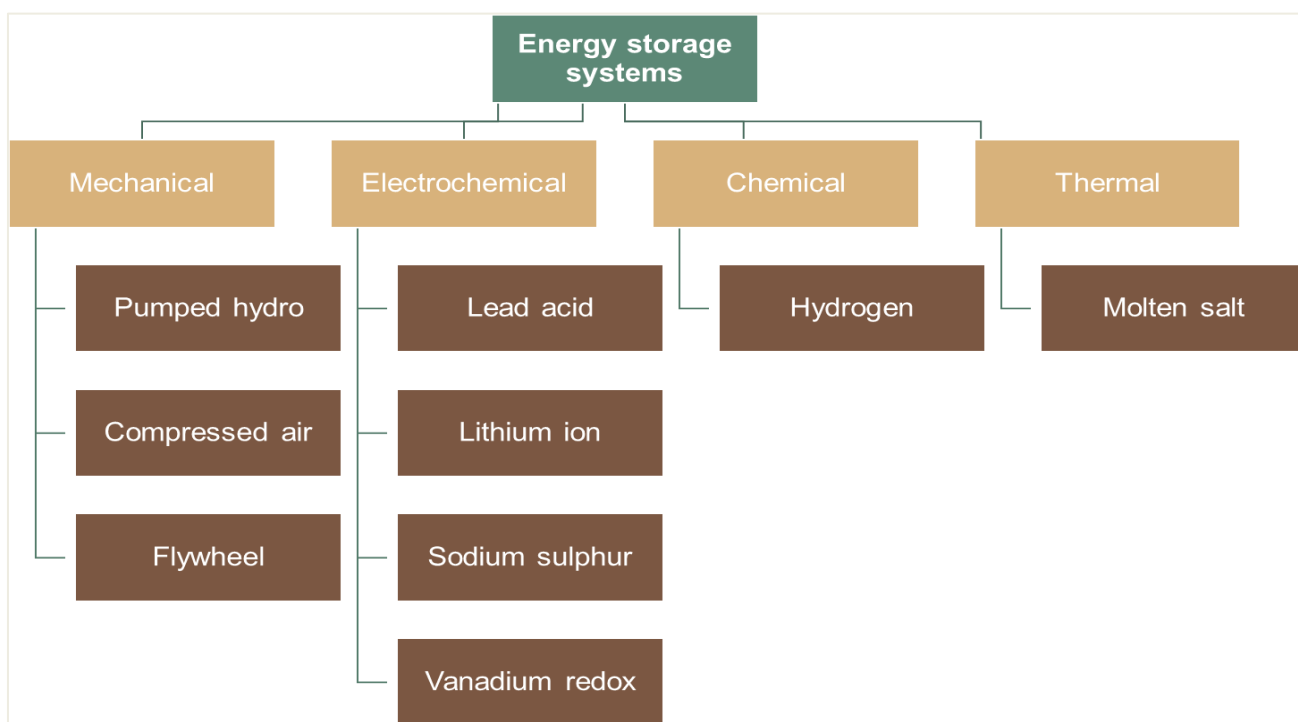 Energy storage
systems
Mechanical
Electrochemical
Chemical
Thermal
Pumped hydro
Lead acid
Hydrogen
Molten salt
Compressed air
Lithium ion
Flywheel
Sodium sulphur
Vanadium redox